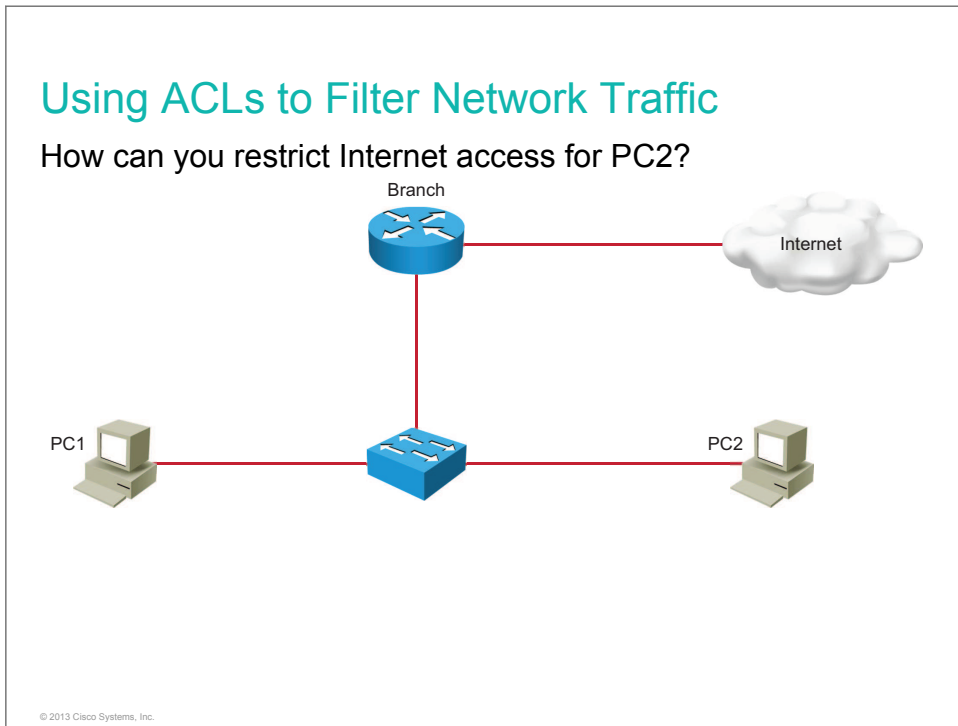 Using ACLs to Filter Network Traffic
How can you restrict Internet access for PC2?
Branch
Internet
PC1
PC2
© 2013 Cisco Systems, Inc.